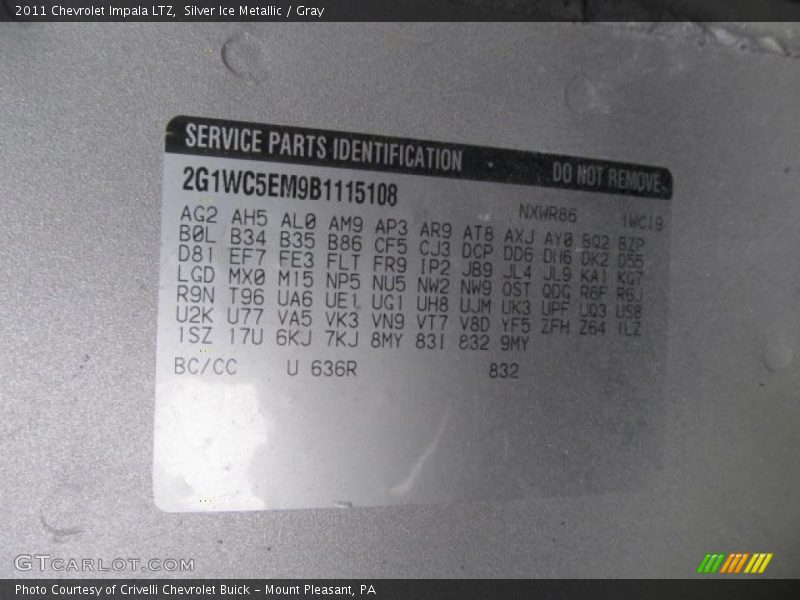 2011 Chevrolet Impala LTZ, Silver Ice Metallic / Gray
SERVICE PARTS IDENTIFICATION DO NOT REMOVE
2G1WC5EM9B1115108 NXWR86 1WC19
AG2 AH5 AL0 AM9 AP3 AR9 AT8 AXJ AY0 BQ2 BZP
B0L B34 B35 B86 CF5 CJ3 DCP DD6 DH6 DK2 D55
D81 EF7 FE3 FLT FR9 IP2 JB9 JL4 JL9 KA1 KG7
LGD MX0 M15 NP5 NU5 NW2 NW9 OST QDG R6F R6J
R9N T96 UA6 UE1 UG1 UH8 UJM UK3 UPF UQ3 US8
U2K U77 VA5 VK3 VN9 VT7 V8D YF5 ZFH Z64 1LZ
1SZ 17U 6KJ 7KJ 8MY 83I 832 9MY
BC/CC U 636R 832
GTCARLOT.COM
Photo Courtesy of Crivelli Chevrolet Buick - Mount Pleasant, PA